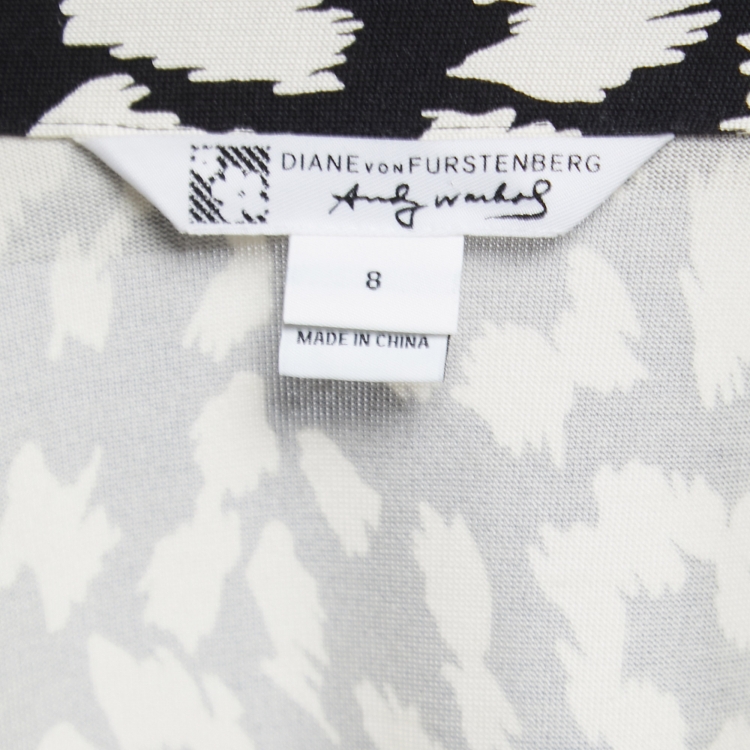 DIANE VON FURSTENBERG
Andy Warhol
8
MADE IN CHINA